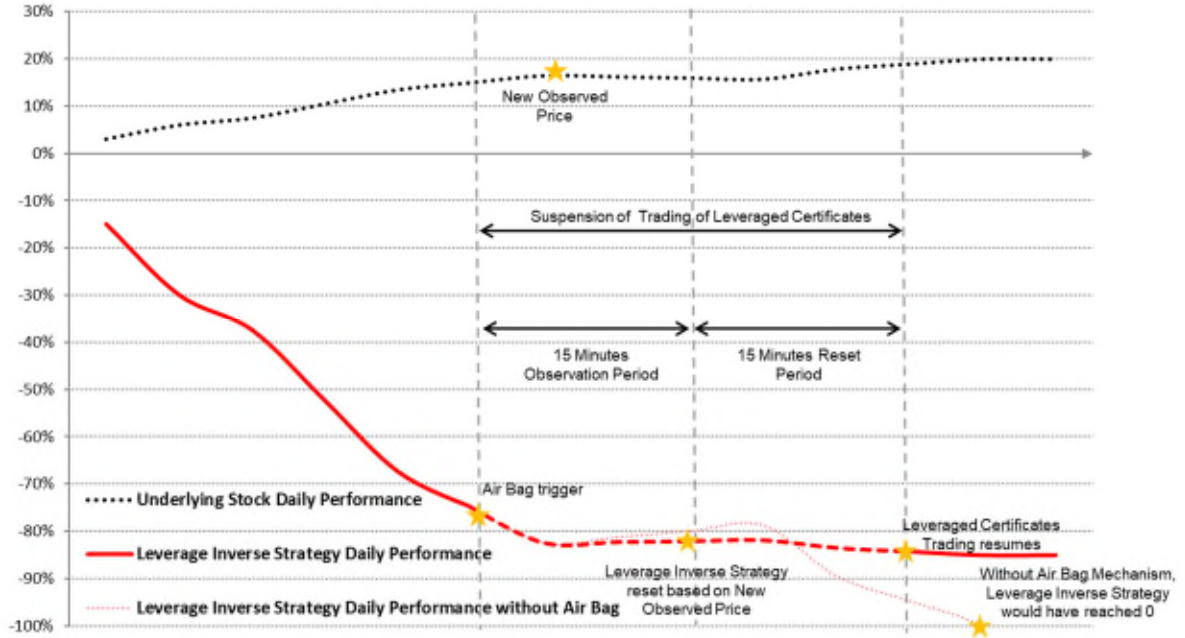 30%
20%
10%
0%
-10%
-20%
-30%
-40%
-50%
-60%
-70%
-80%
-90%
-100%
New Observed
Price
Suspension of Trading of Leveraged Certificates
15 Minutes
Observation Period
15 Minutes Reset
Period
Air Bag trigger
Underlying Stock Daily Performance
Leverage Inverse Strategy Daily Performance
Leverage Inverse Strategy Daily Performance without Air Bag
Leveraged Certificates
Trading resumes
Leverage Inverse Strategy
reset based on New
Observed Price
Without Air Bag Mechanism,
Leverage Inverse Strategy
would have reached 0